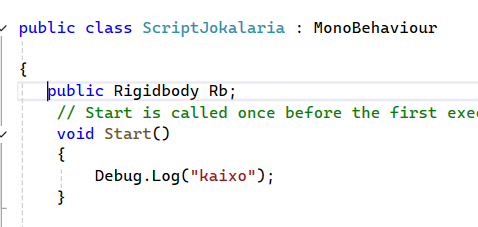 public class ScriptJokalaria : MonoBehaviour
{
public Rigidbody Rb;
// Start is called once before the first
void Start()
{
Debug.Log("kaixo");
}